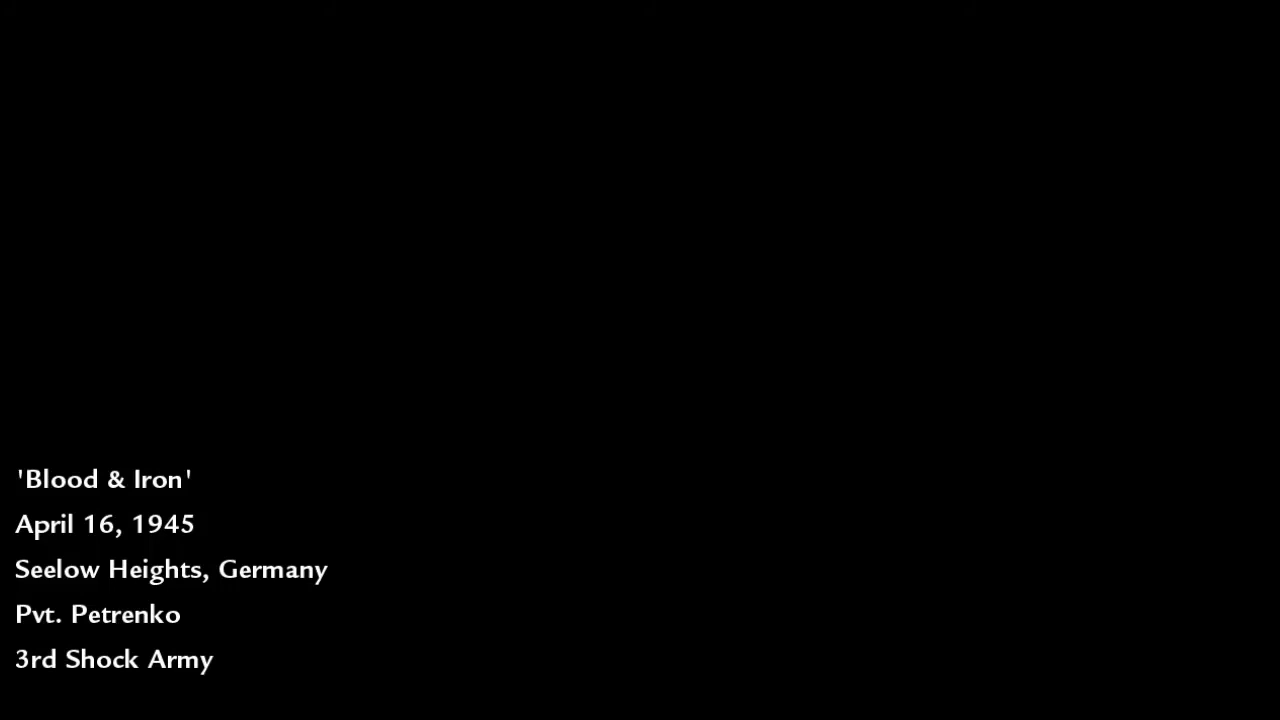 'Blood & Iron'
April 16, 1945
Seelow Heights, Germany
Pvt. Petrenko
3rd Shock Army